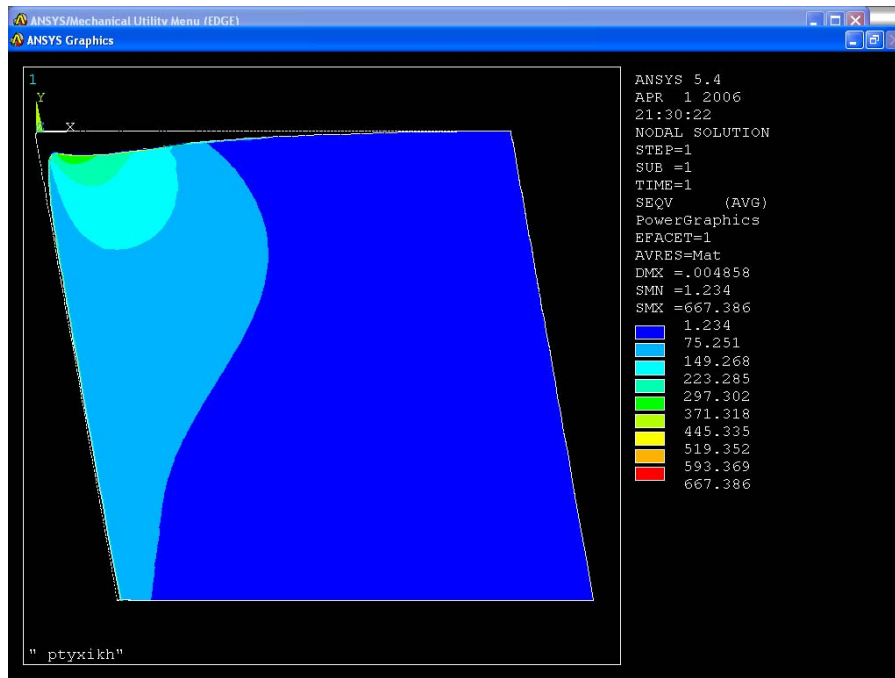 ANSYS/Mechanical Utility Menu (EDGE)
ANSYS Graphics
1
Y
X
ANSYS 5.4
APR 1 2006
21:30:22
NODAL SOLUTION
STEP=1
SUB =1
TIME=1
SEQV (AVG)
PowerGraphics
EFACET=1
AVRES=Mat
DMX =.004858
SMN =1.234
SMX =667.386
1.234
75.251
149.268
223.285
297.302
371.318
445.335
519.352
593.369
667.386
" ptyxikh"